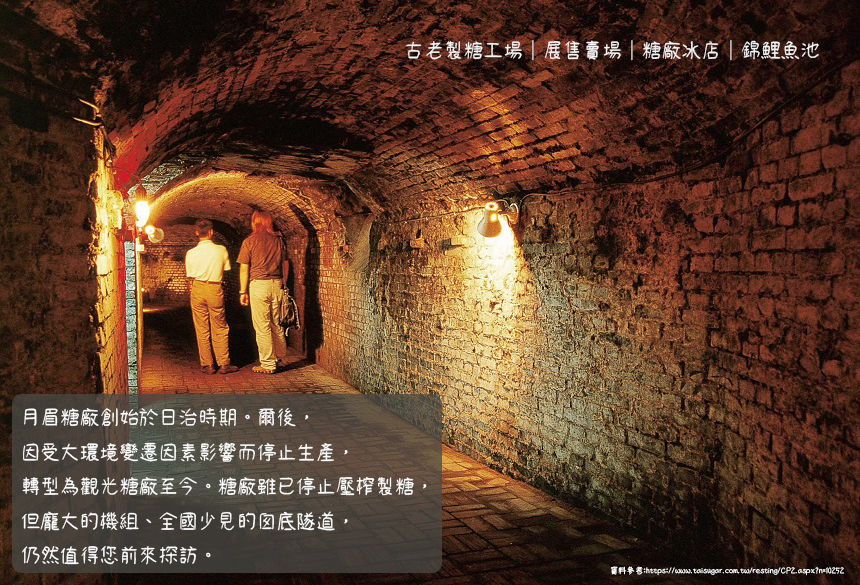 古老製糖工場｜展售賣場｜糖廠冰店｜錦鯉魚池
月眉糖廠創始於日治時期。爾後，
因受大環境變遷因素影響而停止生產，
轉型為觀光糖廠至今。糖廠雖已停止壓榨製糖，
但龐大的機組、全國少見的囪底隧道，
仍然值得您前來探訪。
資料參考:https://www.taisugar.com.tw/resting/CP2.aspx?n=10252